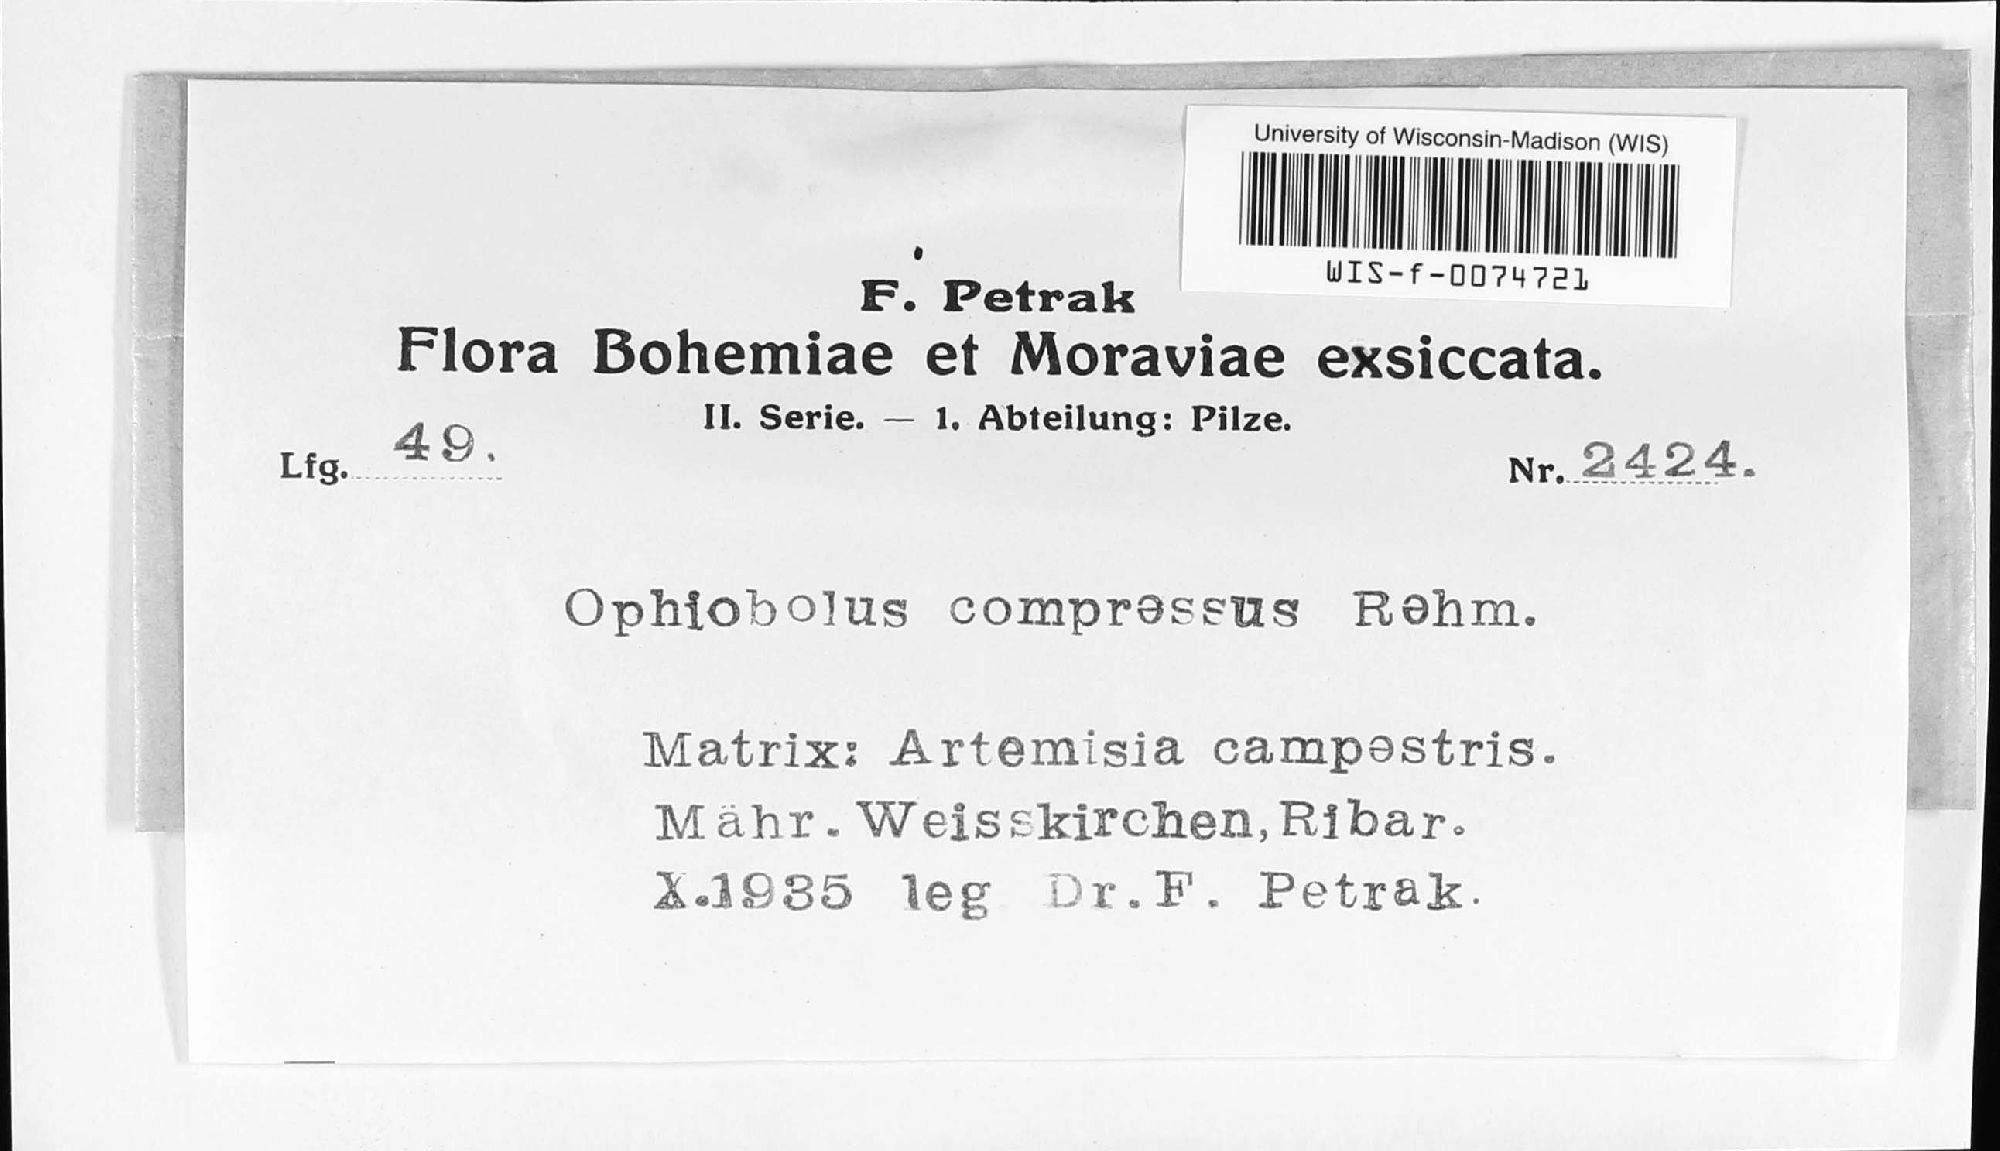 University of Wisconsin-Madison (WIS)
WIS-f-0074721
F. Petrak
Flora Bohemiae et Moraviae exsiccata.
II. Serie. — 1. Abteilung: Pilze.
Lfg. 49.
Nr. 2424.
Ophiobolus compressus Rehm.
Matrix: Artemisia campestris.
Mähr. Weisskirchen, Ribar.
X.1935 leg Dr. F. Petrak.